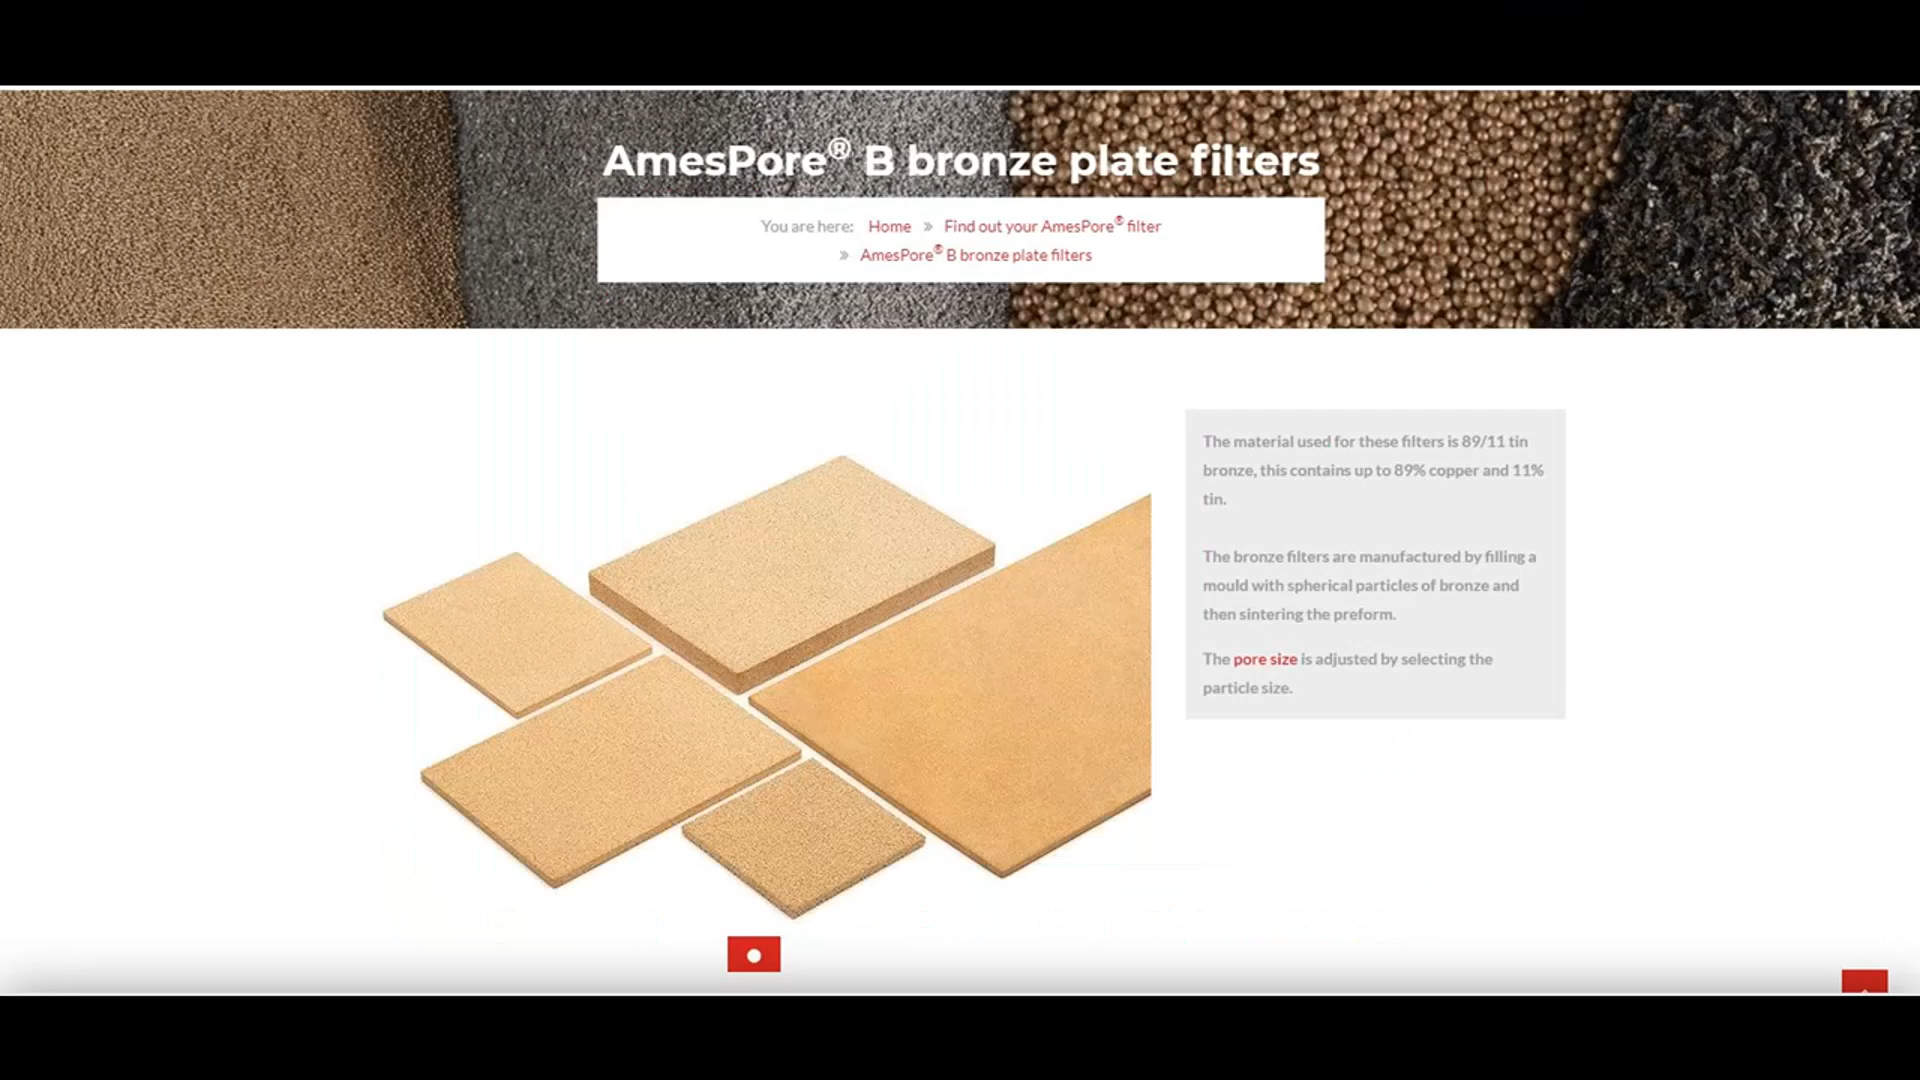 AmesPore® B bronze plate filters
You are here: Home » Find out your AmesPore® filter
» AmesPore® B bronze plate filters
The material used for these filters is 89/11 tin
bronze, this contains up to 89% copper and 11%
tin.
The bronze filters are manufactured by filling a
mould with spherical particles of bronze and
then sintering the preform.
The pore size is adjusted by selecting the
particle size.